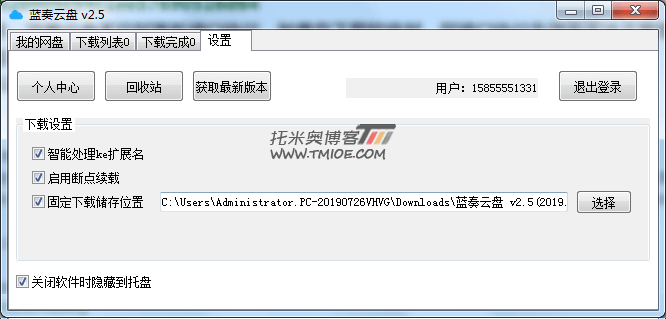 蓝奏云盘 v2.5
我的网盘 下载列表0 下载完成0 设置
个人中心 回收站 获取最新版本 用户: 15855551331 退出登录
下载设置
托米奥博客 TM
WWW.TMIOE.COM
智能处理ke扩展名
启用断点续载
固定下载储存位置 C:\Users\Administrator.PC-20190726VHVG\Downloads\蓝奏云盘 v2.5(2019. 选择
关闭软件时隐藏到托盘